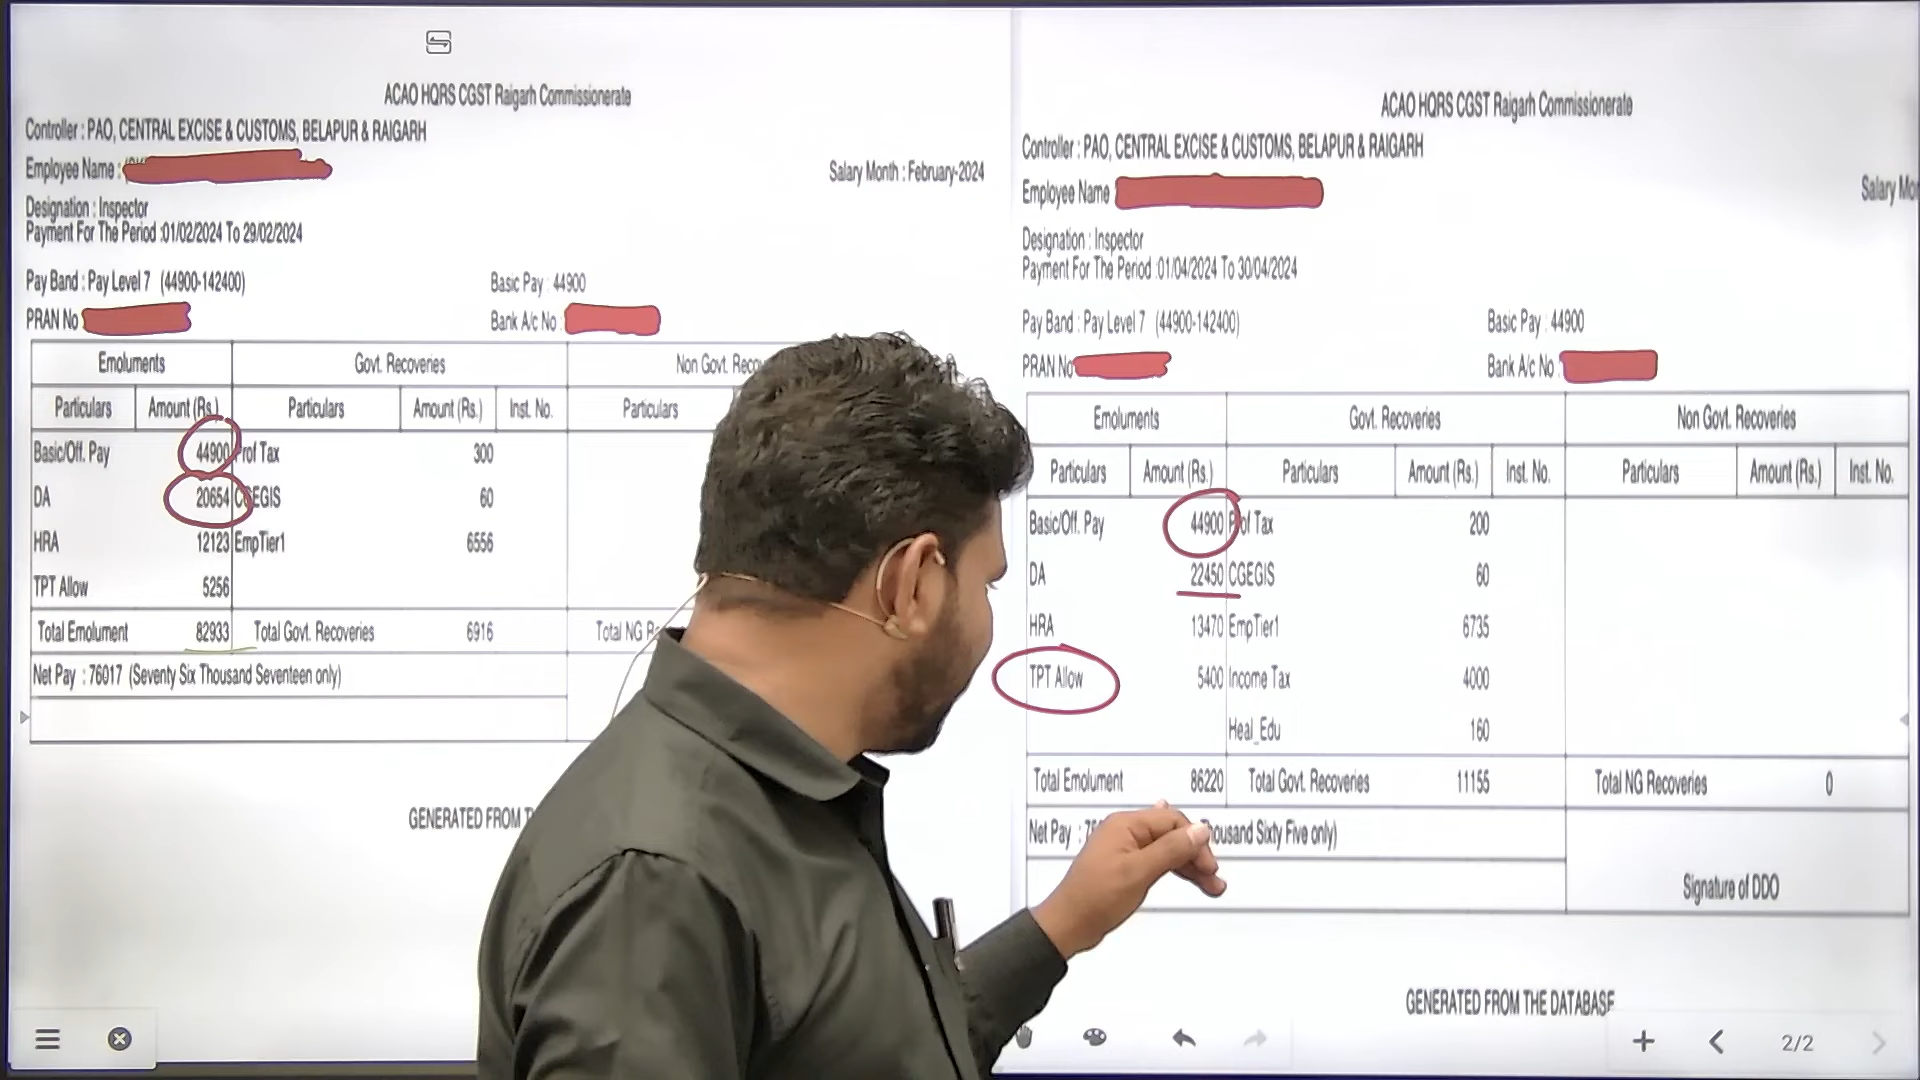 ACAO HQRS CGST Raigarh Commissionerate
Controller : PAO, CENTRAL EXCISE & CUSTOMS, BELAPUR & RAIGARH
Employee Name :
Salary Month : February-2024
Designation : Inspector
Payment For The Period :01/02/2024 To 29/02/2024
Pay Band : Pay Level 7 (44900-142400) Basic Pay : 44900
PRAN No Bank A/c No :
Emoluments Govt. Recoveries Non Govt.
Particulars Amount (Rs.) Particulars Amount (Rs.) Inst. No. Particulars
Basic/Off. Pay 44900 Prof Tax 300
DA 20654 CGEGIS 60
HRA 12123 EmpTier1 6556
TPT Allow 5256
Total Emolument 82933 Total Govt. Recoveries 6916 Total NG
Net Pay : 76017 (Seventy Six Thousand Seventeen only)
GENERATED FROM
ACAO HQRS CGST Raigarh Commissionerate
Controller : PAO, CENTRAL EXCISE & CUSTOMS, BELAPUR & RAIGARH
Employee Name
Salary
Designation : Inspector
Payment For The Period :01/04/2024 To 30/04/2024
Pay Band : Pay Level 7 (44900-142400) Basic Pay : 44900
PRAN No Bank A/c No :
Emoluments Govt. Recoveries Non Govt. Recoveries
Particulars Amount (Rs.) Particulars Amount (Rs.) Inst. No. Particulars Amount (Rs.) Inst. No.
Basic/Off. Pay 44900 Prof Tax 200
DA 22450 CGEGIS 60
HRA 13470 EmpTier1 6735
TPT Allow 5400 Income Tax 4000
Heal_Edu 160
Total Emolument 86220 Total Govt. Recoveries 11155 Total NG Recoveries 0
Net Pay : Thousand Sixty Five only)
Signature of DDO
GENERATED FROM THE DATABASE
2/2